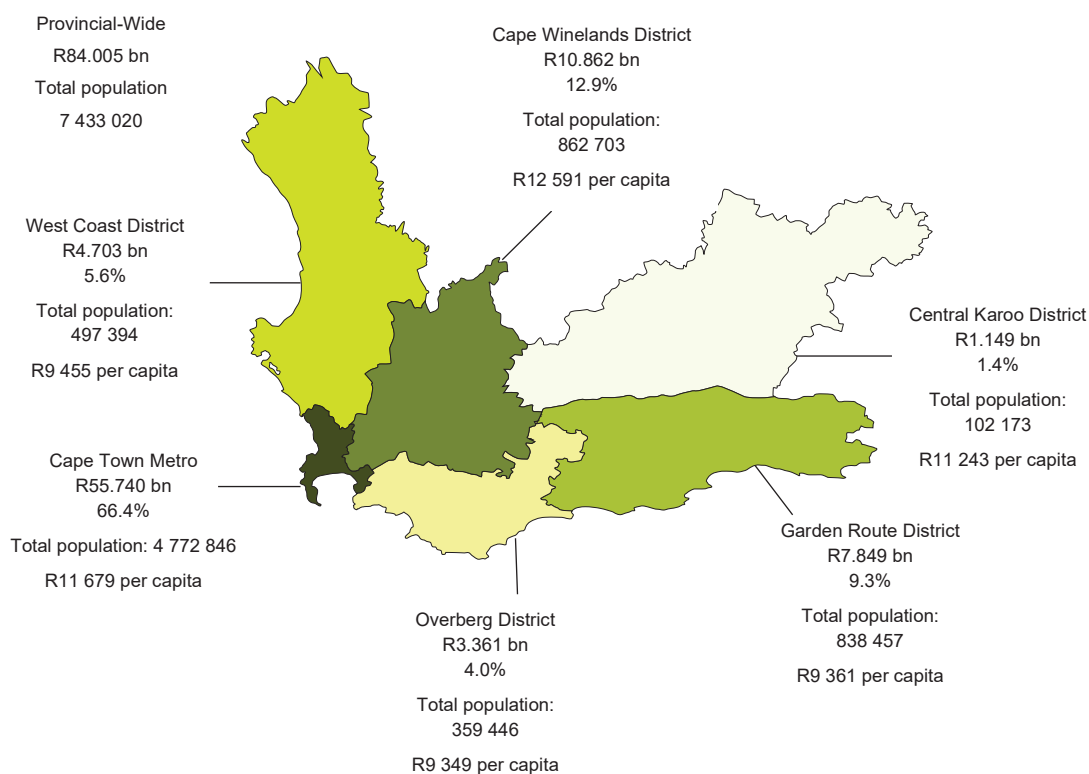 Provincial-Wide
R84.005 bn
Total population
7 433 020
Cape Winelands District
R10.862 bn
12.9%
Total population:
862 703
R12 591 per capita
West Coast District
R4.703 bn
5.6%
Total population:
497 394
R9 455 per capita
Central Karoo District
R1.149 bn
1.4%
Total population:
102 173
R11 243 per capita
Cape Town Metro
R55.740 bn
66.4%
Total population: 4 772 846
R11 679 per capita
Garden Route District
R7.849 bn
9.3%
Total population:
838 457
R9 361 per capita
Overberg District
R3.361 bn
4.0%
Total population:
359 446
R9 349 per capita